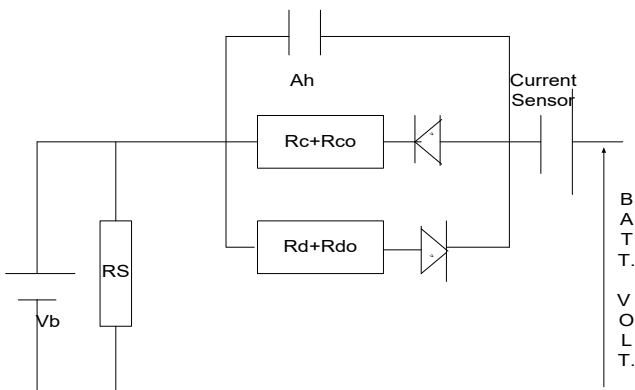 Ah
Current
Sensor
Rc+Rco
Rd+Rdo
RS
Vb
B
A
T
T.
V
O
L
T.